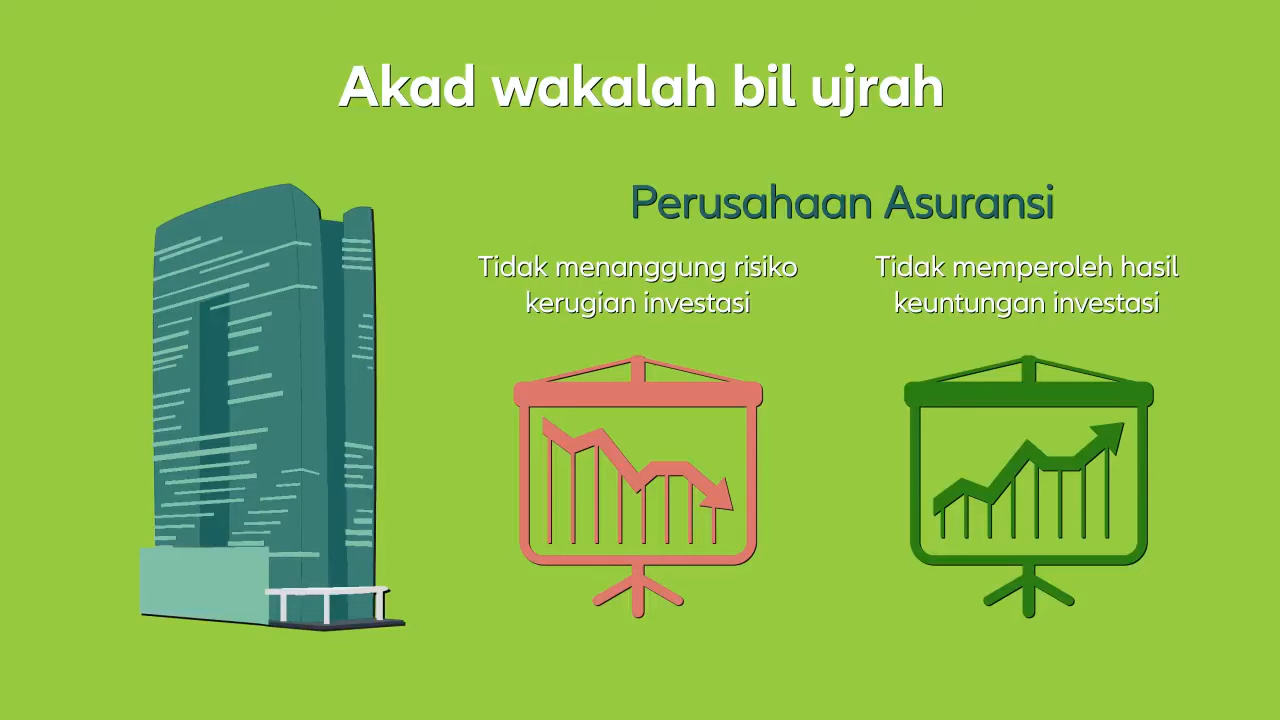 Akad wakalah bil ujrah
Perusahaan Asuransi
Tidak menanggung risiko
kerugian investasi
Tidak memperoleh hasil
keuntungan investasi